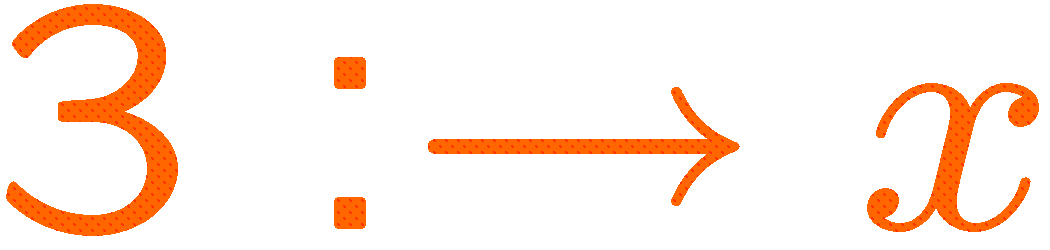 3 : → x